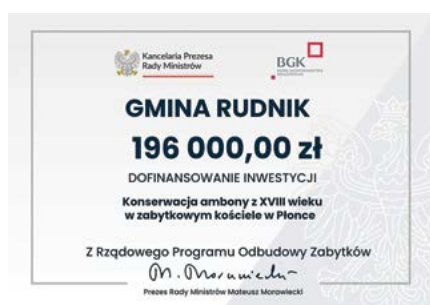 Kancelaria Prezesa
Rady Ministrów
BGK
GMINA RUDNIK
196 000,00 zł
DOFINANSOWANIE INWESTYCJI
Konserwacja ambony z XVIII wieku
w zabytkowym kościele w Płonce
Z Rządowego Programu Odbudowy Zabytków
M. Morawiecki
Prezes Rady Ministrów Mateusz Morawiecki